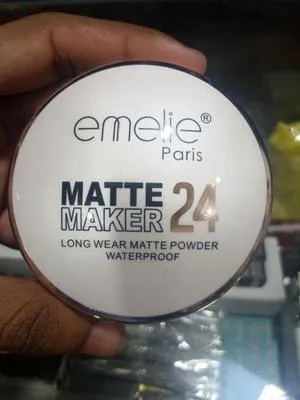 emelie®
Paris
MATTE
MAKER 24
LONG WEAR MATTE POWDER
WATERPROOF